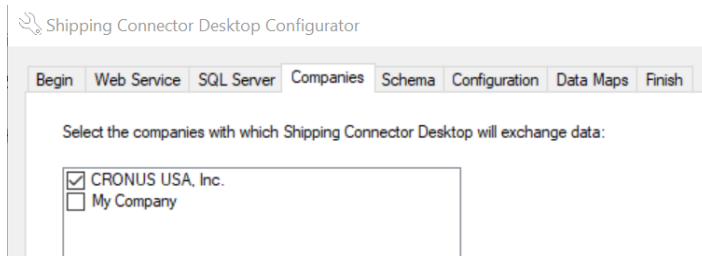 Shipping Connector Desktop Configurator
Begin Web Service SQL Server Companies Schema Configuration Data Maps Finish
Select the companies with which Shipping Connector Desktop will exchange data:
CRONUS USA, Inc.
My Company